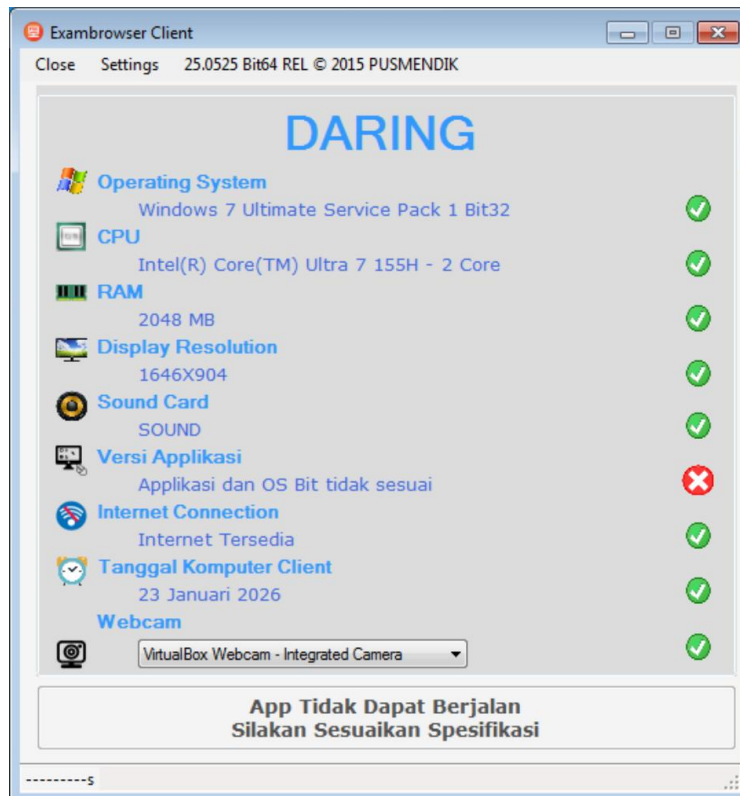 Exambrowser Client
Close Settings 25.0525 Bit64 REL © 2015 PUSMENDIK
DARING
Operating System
Windows 7 Ultimate Service Pack 1 Bit32
CPU
Intel(R) Core(TM) Ultra 7 155H - 2 Core
RAM
2048 MB
Display Resolution
1646X904
Sound Card
SOUND
Versi Applikasi
Applikasi dan OS Bit tidak sesuai
Internet Connection
Internet Tersedia
Tanggal Komputer Client
23 Januari 2026
Webcam
VirtualBox Webcam - Integrated Camera
App Tidak Dapat Berjalan
Silakan Sesuaikan Spesifikasi
---------s